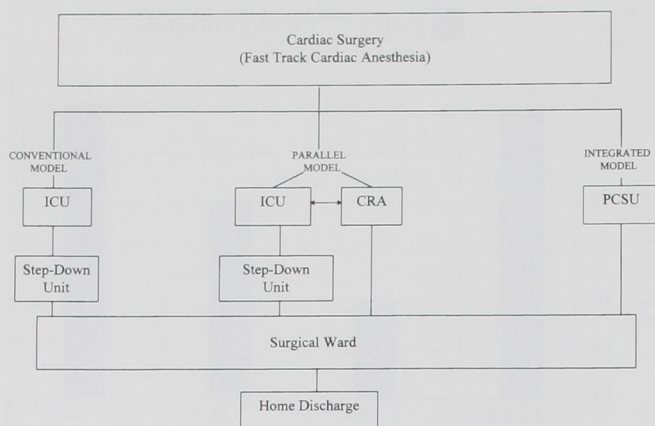 Cardiac Surgery
(Fast Track Cardiac Anesthesia)
CONVENTIONAL
MODEL
PARALLEL
MODEL
INTEGRATED
MODEL
ICU
ICU
CRA
PCSU
Step-Down
Unit
Step-Down
Unit
Surgical Ward
Home Discharge